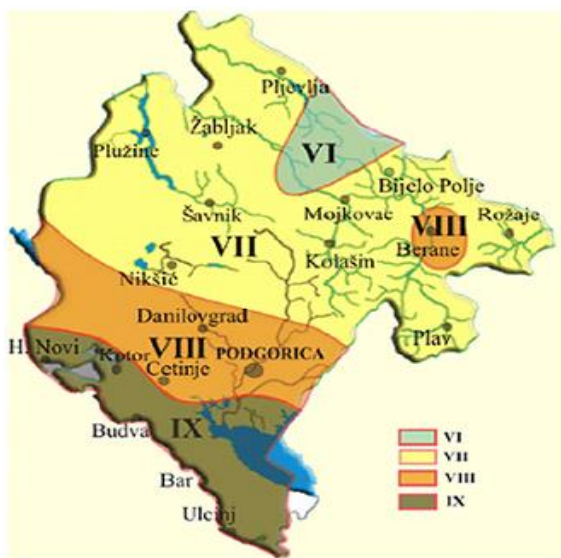 Pljevlja
Žabljak
Plužine
VI
Bijelo Polje
Šavnik
Mojkovac
VIII
Rožaje
VII
Berane
Kolašin
Nikšić
Danilovgrad
Plav
H. Novi
Kotor
VIII
PODGORICA
Cetinje
Budva
IX
Bar
Ulcinj
VI
VII
VIII
IX